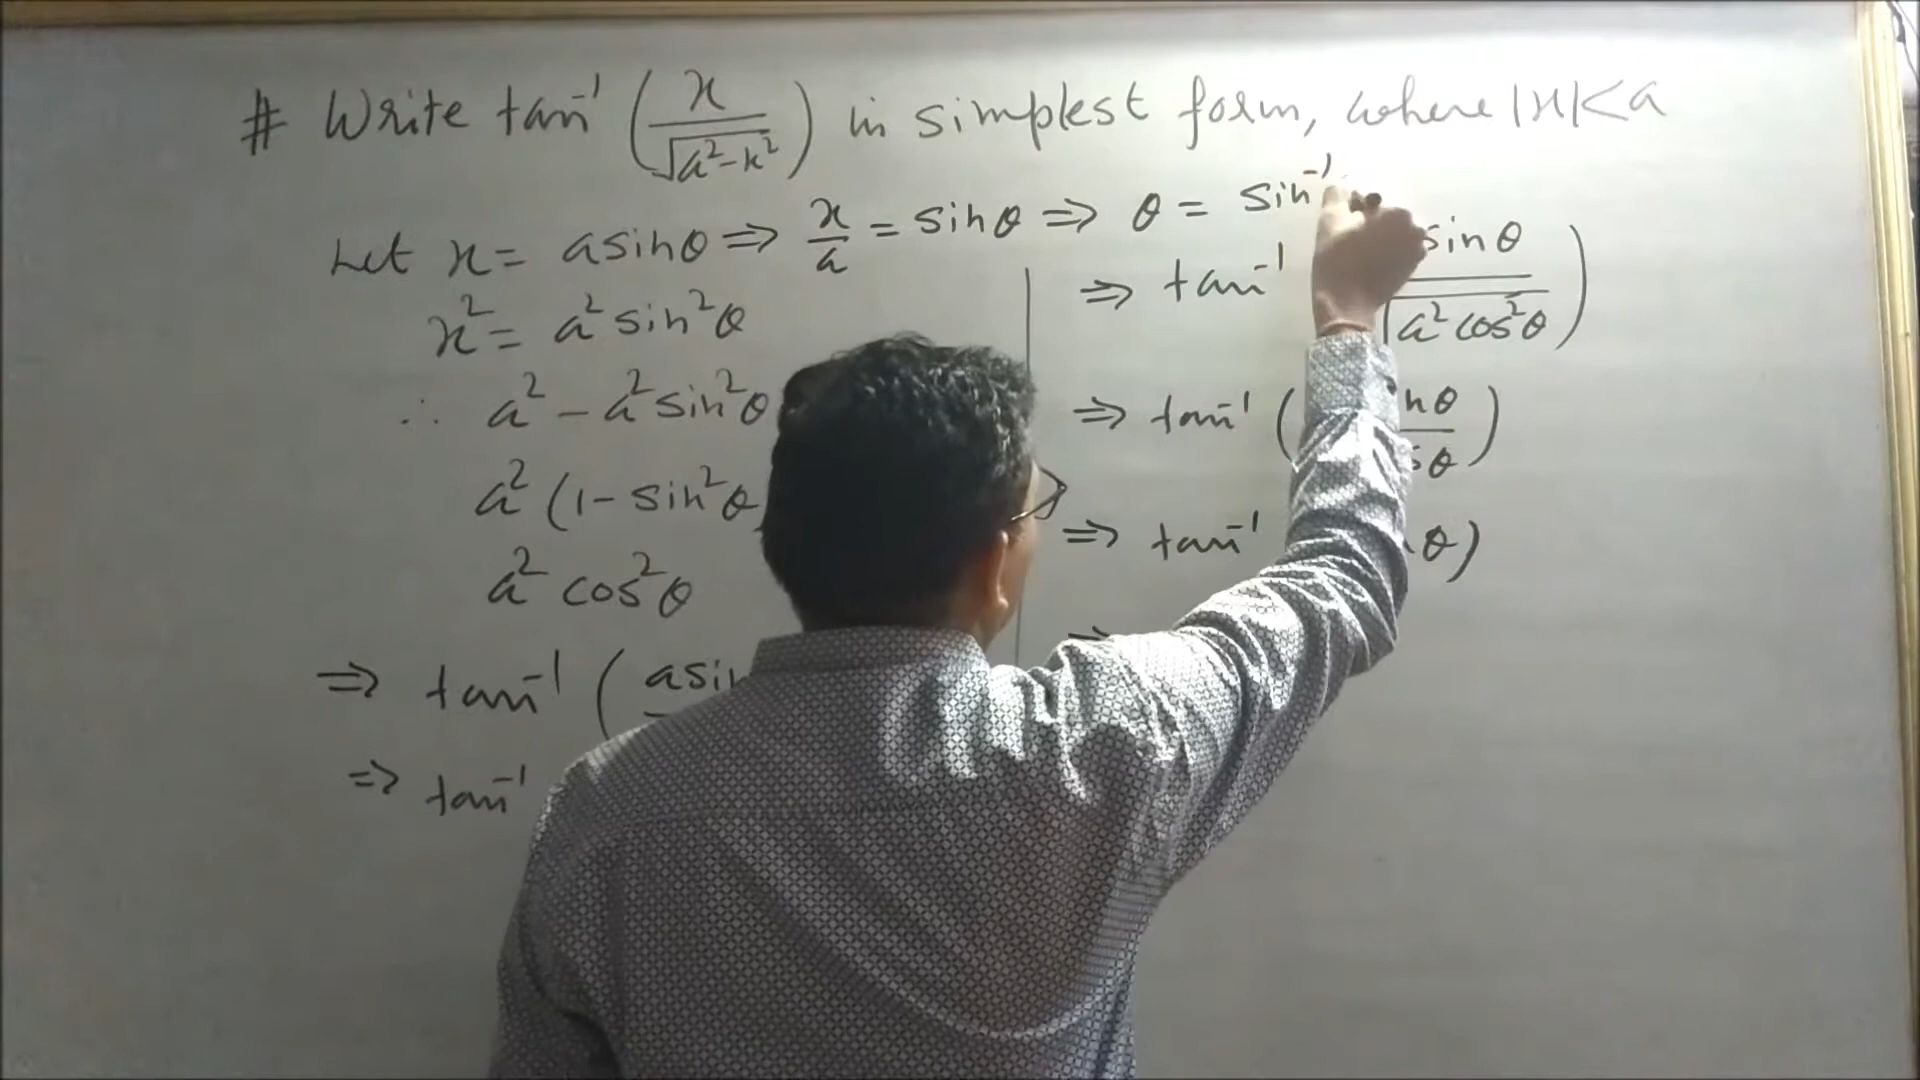 # Write tan⁻¹ (x/√a²-x²) in simplest form, where |x|<a
Let x = a sinθ ⇒ x/a = sinθ ⇒ θ = sin⁻¹
x² = a² sin²θ
∴ a² - a² sin²θ
a² (1 - sin²θ
a² cos²θ
⇒ tan⁻¹ ( asin
⇒ tan⁻¹
⇒ tan⁻¹ sinθ/√a² cos²θ )
⇒ tan⁻¹ ( nθ/sθ )
⇒ tan⁻¹ θ)
⇒